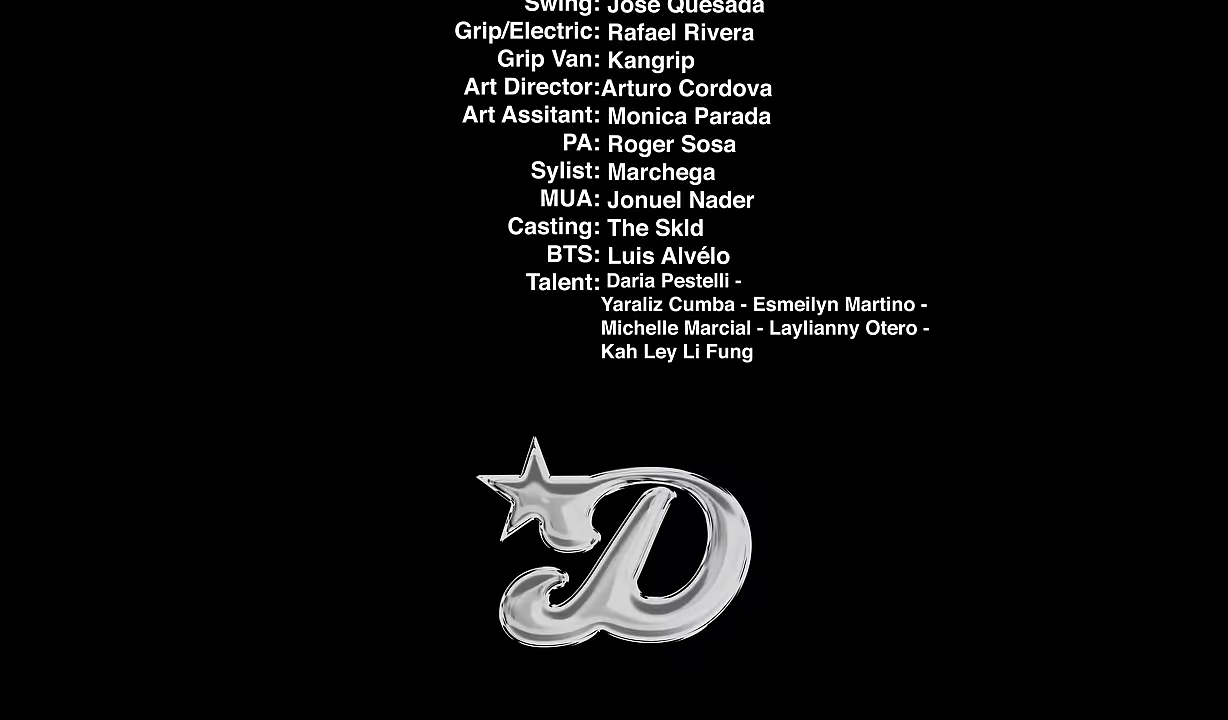 Swing: Jose Quesada
Grip/Electric: Rafael Rivera
Grip Van: Kangrip
Art Director:Arturo Cordova
Art Assitant: Monica Parada
PA: Roger Sosa
Sylist: Marchega
MUA: Jonuel Nader
Casting: The Skld
BTS: Luis Alvélo
Talent: Daria Pestelli -
Yaraliz Cumba - Esmeilyn Martino -
Michelle Marcial - Laylianny Otero -
Kah Ley Li Fung
D